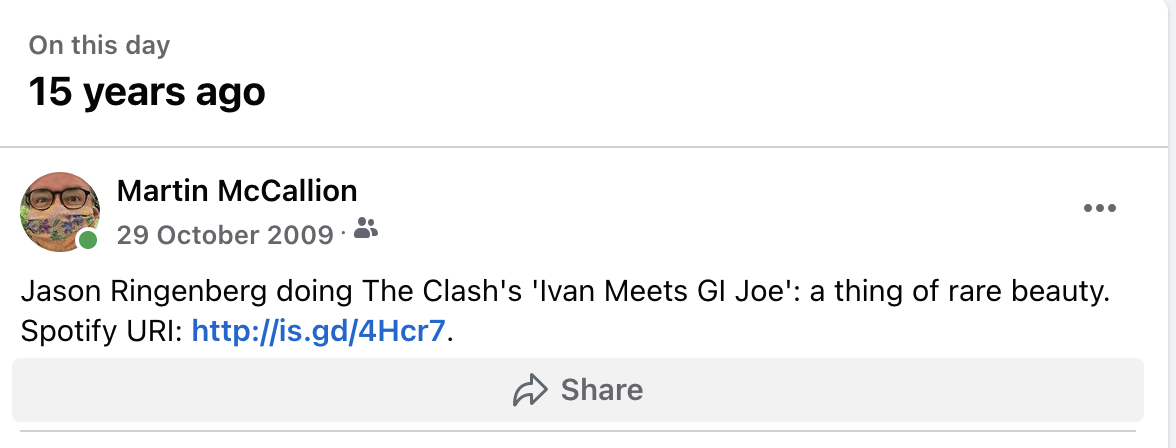 On this day
15 years ago
Martin McCallion
29 October 2009 ·
Jason Ringenberg doing The Clash's 'Ivan Meets GI Joe': a thing of rare beauty.
Spotify URI: http://is.gd/4Hcr7.
Share